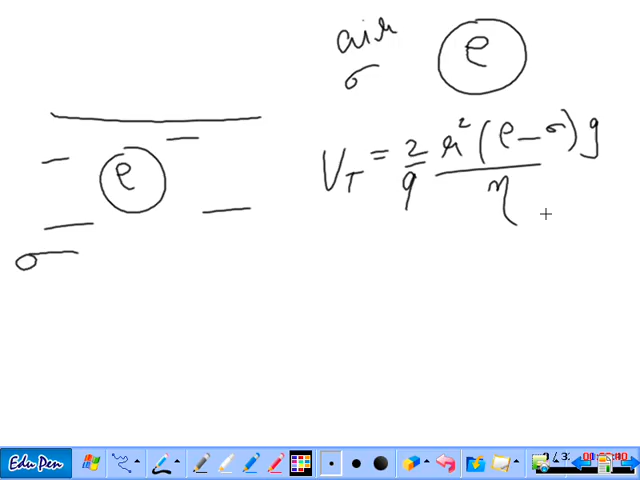 air
σ
ρ
V_T = 2/9 r² (ρ - σ) g / η
ρ
σ
Edu Pen